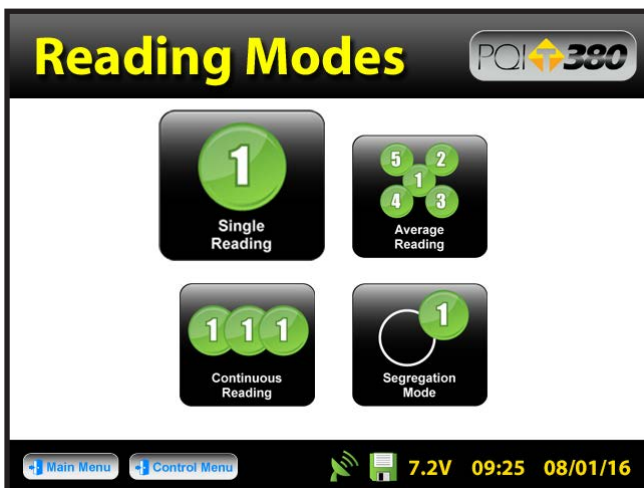 Reading Modes
PQI T 380
1
Single
Reading
5 2
1
4 3
Average
Reading
1 1 1
Continuous
Reading
1
Segregation
Mode
Main Menu
Control Menu
7.2V 09:25 08/01/16